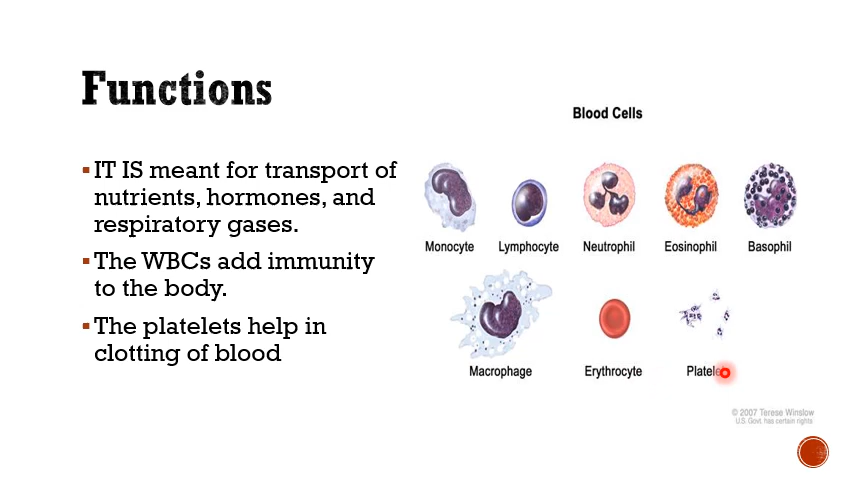 Functions
▪IT IS meant for transport of
nutrients, hormones, and
respiratory gases.
▪The WBCs add immunity
to the body.
▪The platelets help in
clotting of blood
Blood Cells
Monocyte Lymphocyte Neutrophil Eosinophil Basophil
Macrophage Erythrocyte
© 2007 Terese Winslow
U.S. Govt. has certain rights